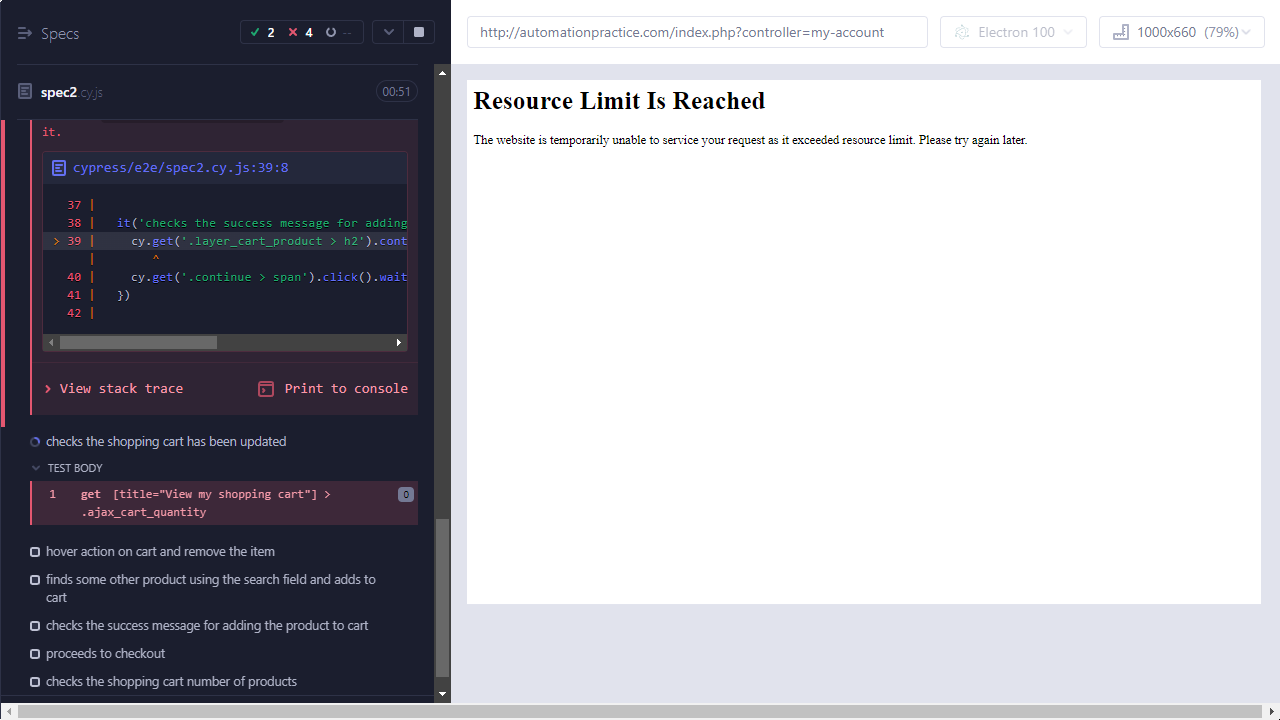 Specs
2 4 --
spec2 cy.js
00:51
it.
cypress/e2e/spec2.cy.js:39:8
37 |
38 | it('checks the success message for adding
> 39 | cy.get('.layer_cart_product > h2').cont
| ^
40 | cy.get('.continue > span').click().wait
41 | })
42 |
View stack trace
Print to console
checks the shopping cart has been updated
TEST BODY
1 get [title="View my shopping cart"] > 0
.ajax_cart_quantity
hover action on cart and remove the item
finds some other product using the search field and adds to
cart
checks the success message for adding the product to cart
proceeds to checkout
checks the shopping cart number of products
http://automationpractice.com/index.php?controller=my-account
Electron 100
1000x660 (79%)
Resource Limit Is Reached
The website is temporarily unable to service your request as it exceeded resource limit. Please try again later.